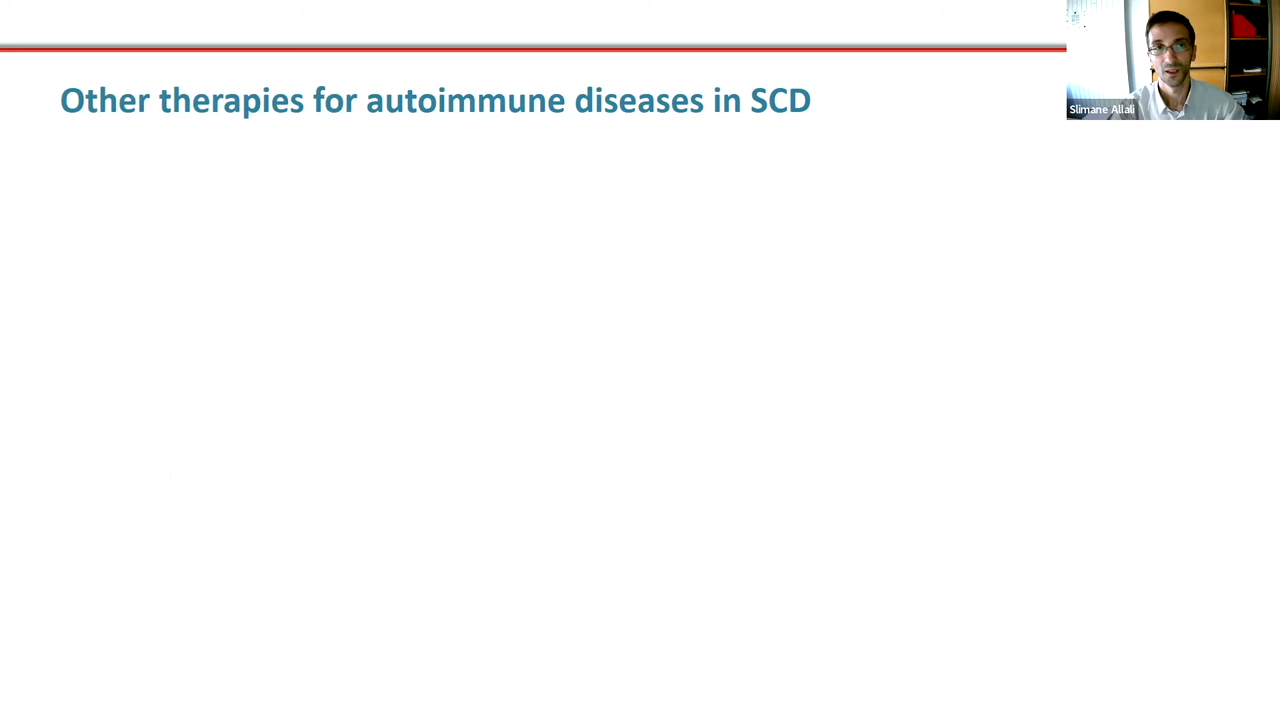 Other therapies for autoimmune diseases in SCD
Slimane Allali